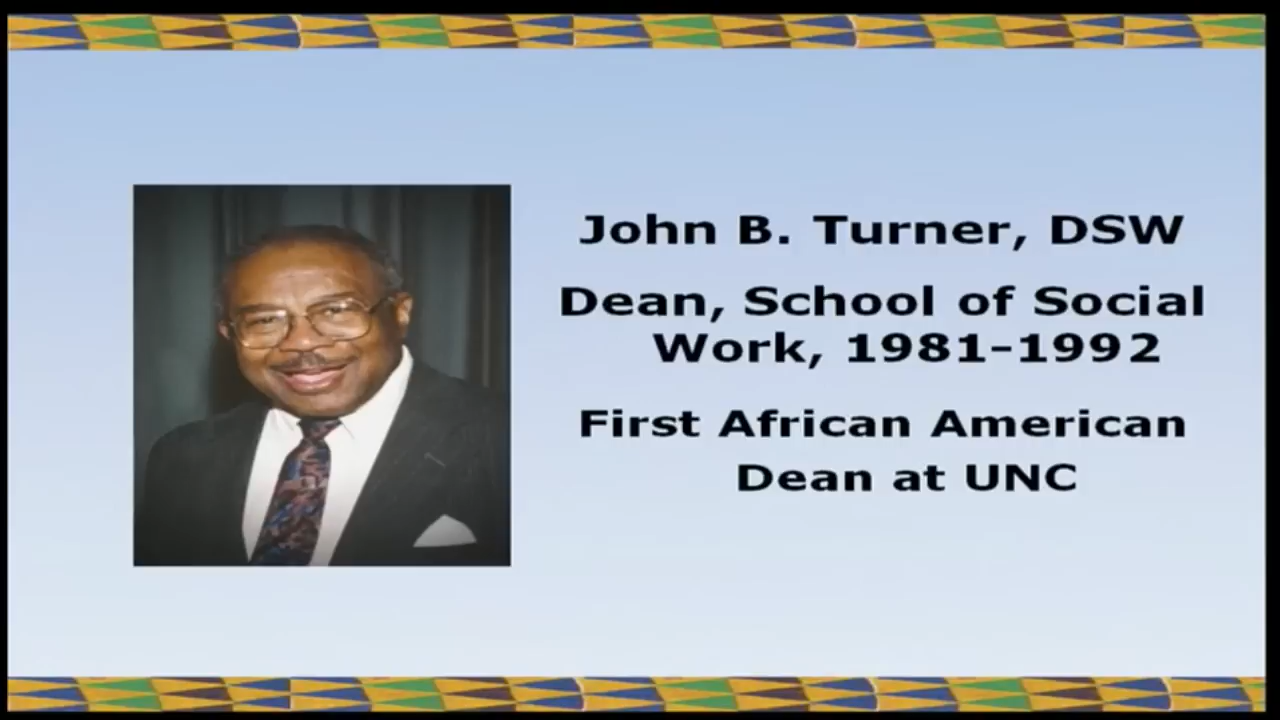 John B. Turner, DSW
Dean, School of Social
Work, 1981-1992
First African American
Dean at UNC